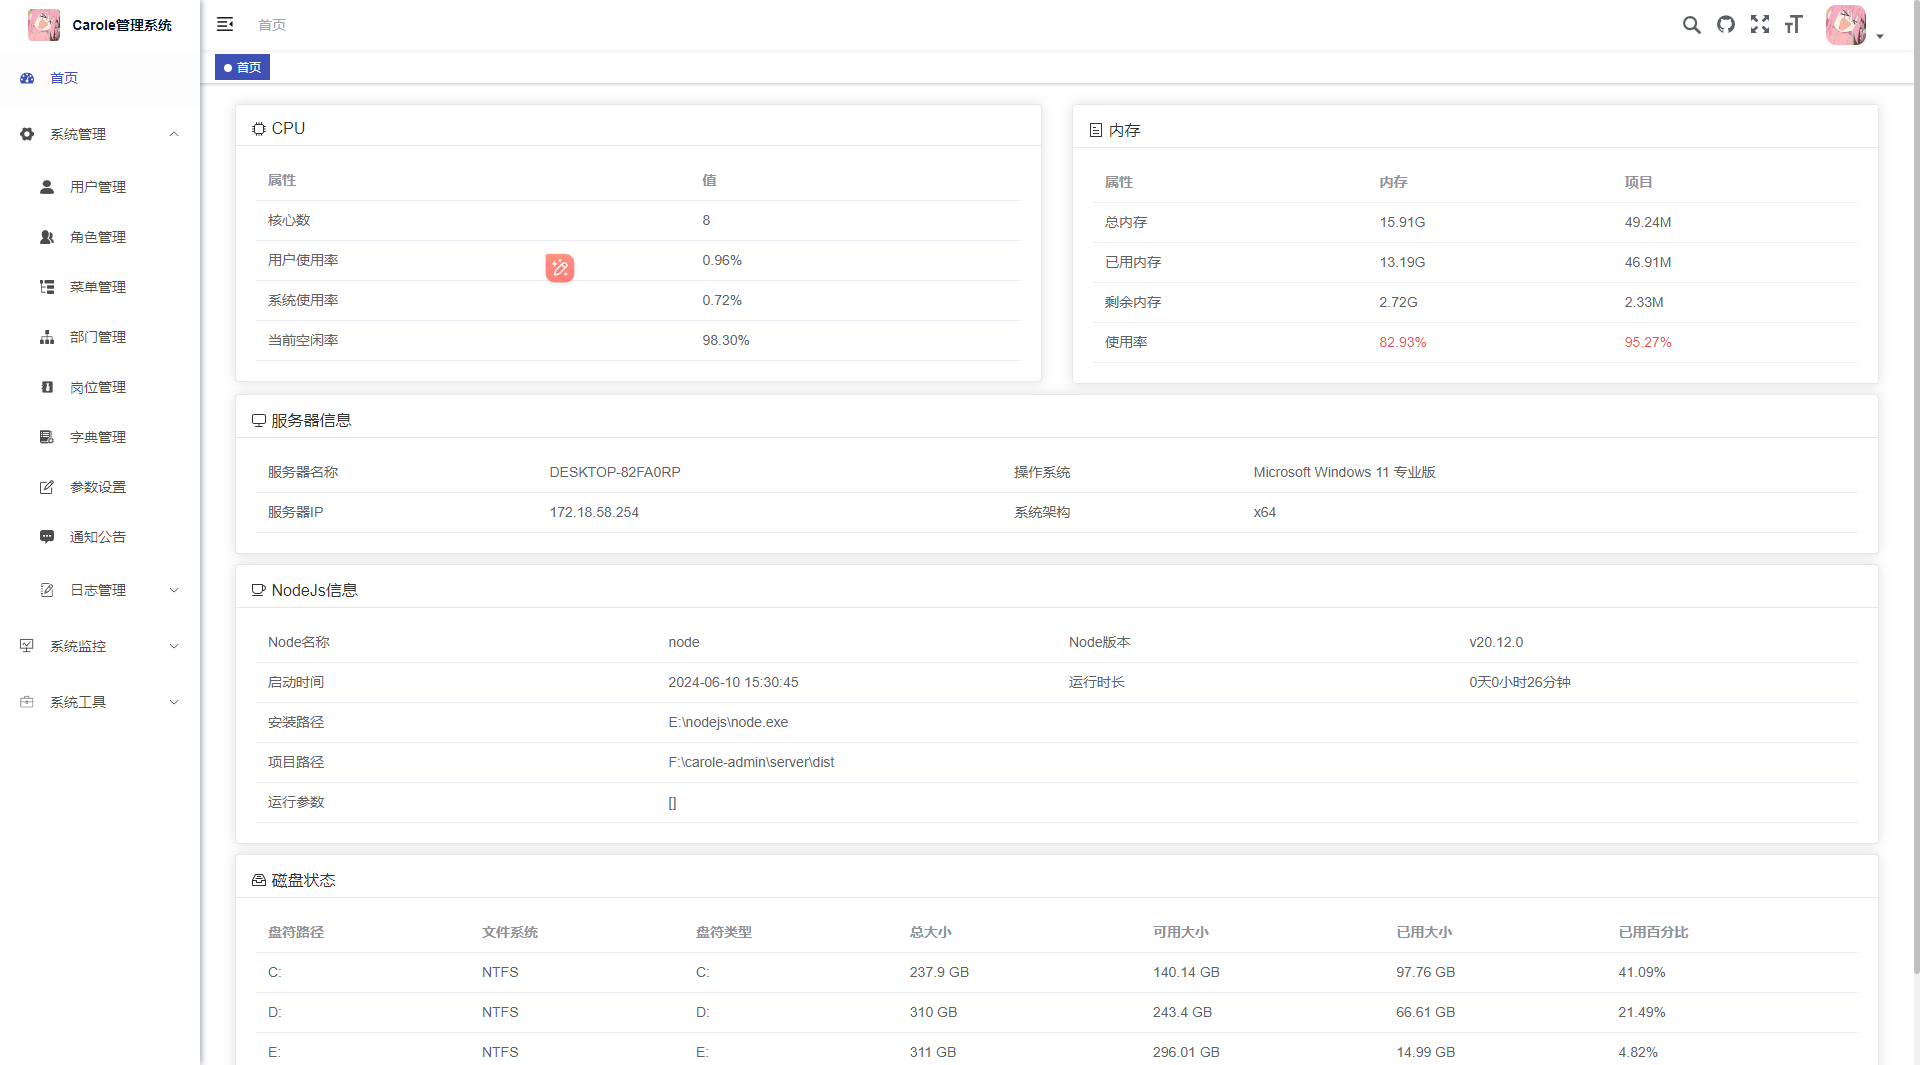 Carole管理系统
首页
首页
首页
系统管理
用户管理
角色管理
菜单管理
部门管理
岗位管理
字典管理
参数设置
通知公告
日志管理
系统监控
系统工具
CPU
属性 值
核心数 8
用户使用率 0.96%
系统使用率 0.72%
当前空闲率 98.30%
内存
属性 内存 项目
总内存 15.91G 49.24M
已用内存 13.19G 46.91M
剩余内存 2.72G 2.33M
使用率 82.93% 95.27%
服务器信息
服务器名称 DESKTOP-82FA0RP 操作系统 Microsoft Windows 11 专业版
服务器IP 172.18.58.254 系统架构 x64
NodeJs信息
Node名称 node Node版本 v20.12.0
启动时间 2024-06-10 15:30:45 运行时长 0天0小时26分钟
安装路径 E:\nodejs\node.exe
项目路径 F:\carole-admin\server\dist
运行参数 []
磁盘状态
盘符路径 文件系统 盘符类型 总大小 可用大小 已用大小 已用百分比
C: NTFS C: 237.9 GB 140.14 GB 97.76 GB 41.09%
D: NTFS D: 310 GB 243.4 GB 66.61 GB 21.49%
E: NTFS E: 311 GB 296.01 GB 14.99 GB 4.82%